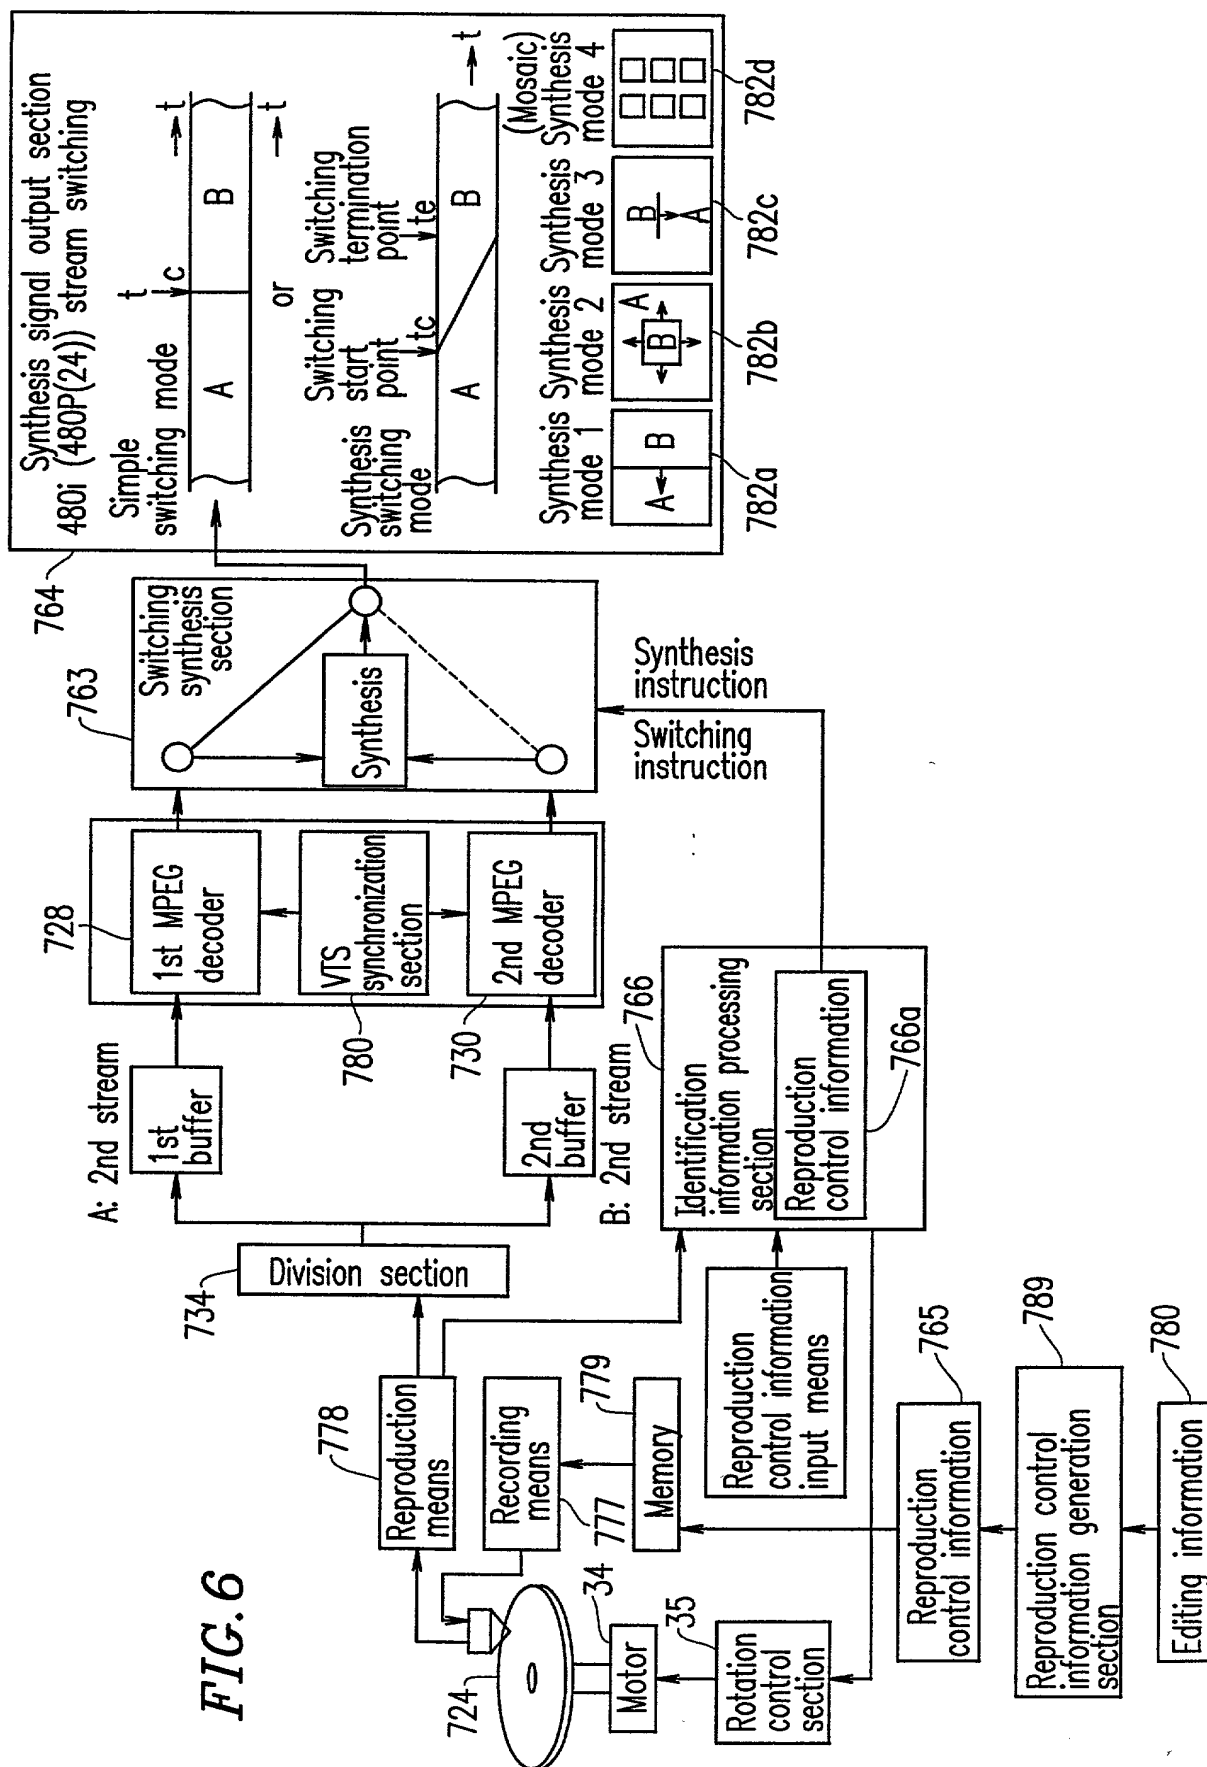 FIG.6
724
Motor
34
Rotation
control
section
35
778
Reproduction
means
Recording
means
777
Memory
779
Reproduction
control information
input means
Reproduction
control information
765
Reproduction control
information generation
section
789
Editing information
780
734
Division section
A: 2nd stream
1st
buffer
2nd
buffer
B: 2nd stream
728
1st MPEG
decoder
VTS
synchronization
section
780
2nd MPEG
decoder
730
766
Identification
information processing
section
Reproduction
control information
766a
763
Switching
synthesis
section
Synthesis
Switching
instruction
Synthesis
instruction
764
Synthesis signal output section
480i (480P(24)) stream switching
Simple
switching mode
t
c
t
A
B
t
or
Synthesis
switching
mode
Switching
start
point
tc
Switching
termination
point
te
A
B
t
Synthesis
mode 1
A
B
782a
Synthesis
mode 2
B
A
782b
Synthesis
mode 3
B
A
782c
(Mosaic)
Synthesis
mode 4
782d